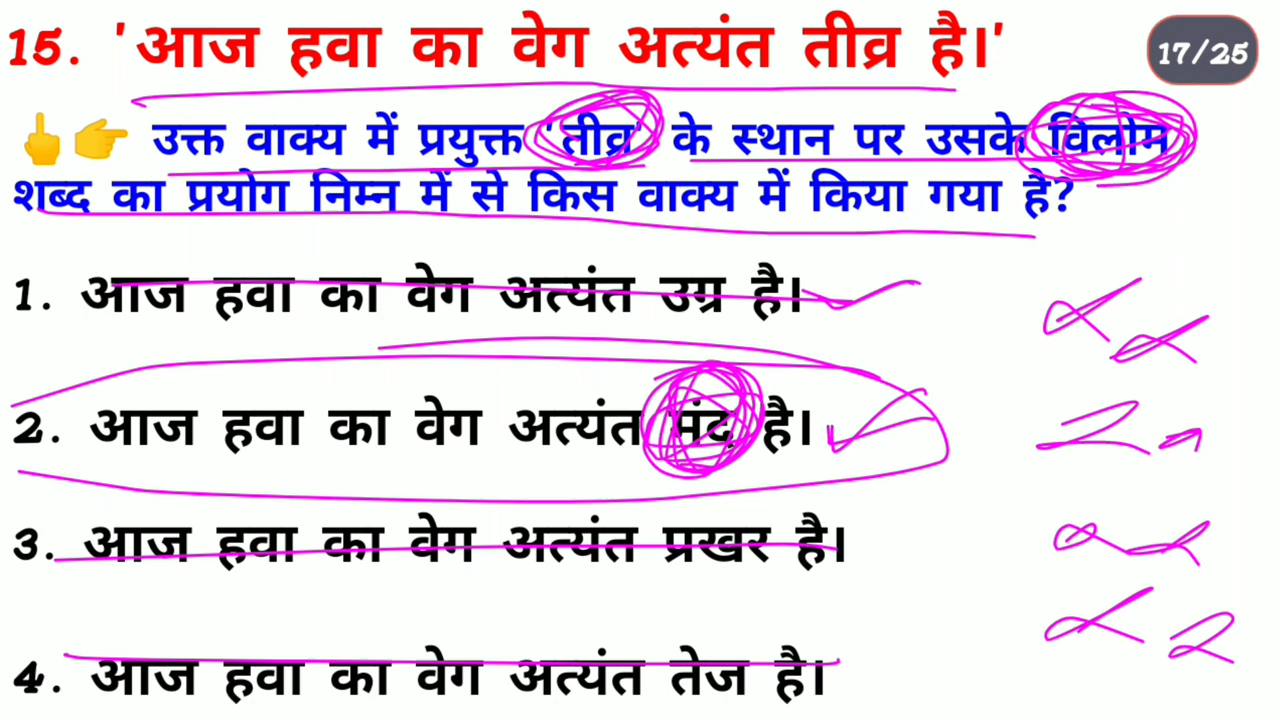 15. 'आज हवा का वेग अत्यंत तीव्र है।'
17/25
उक्त वाक्य में प्रयुक्त 'तीव्र' के स्थान पर उसके विलोम
शब्द का प्रयोग निम्न में से किस वाक्य में किया गया है?
1. आज हवा का वेग अत्यंत उग्र है।
2. आज हवा का वेग अत्यंत मंद है।
3. आज हवा का वेग अत्यंत प्रखर है।
4. आज हवा का वेग अत्यंत तेज है।
2